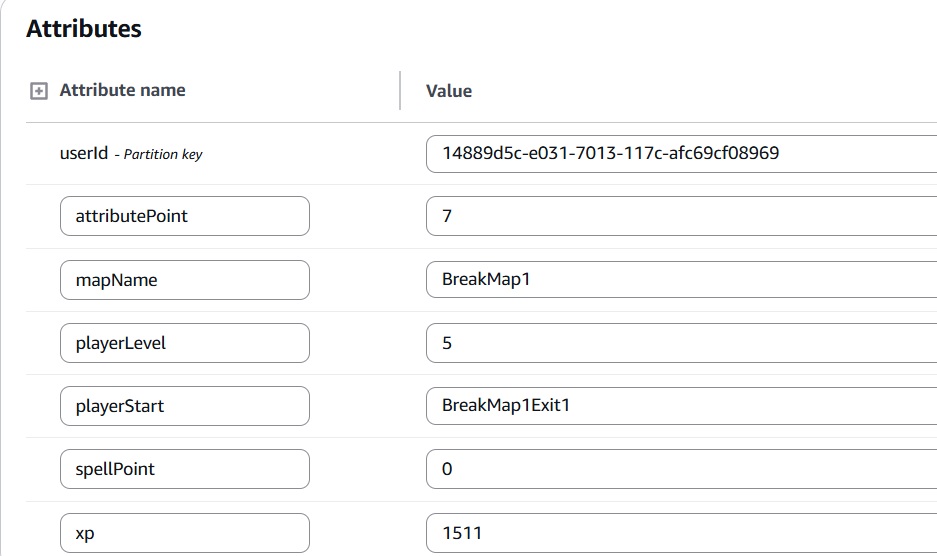 Attributes
Attribute name Value
userId - Partition key 14889d5c-e031-7013-117c-afc69cf08969
attributePoint 7
mapName BreakMap1
playerLevel 5
playerStart BreakMap1Exit1
spellPoint 0
xp 1511